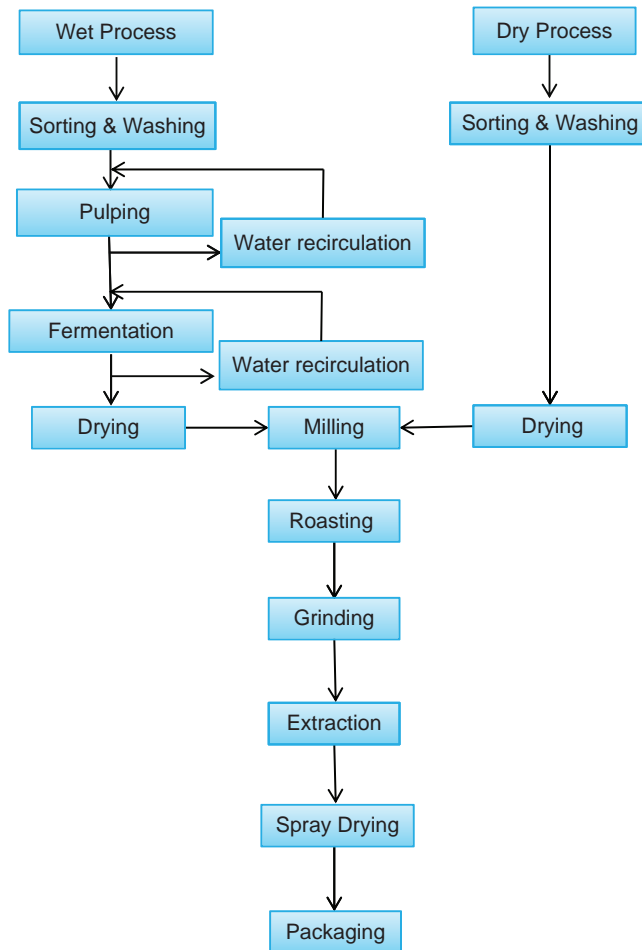 Wet Process
Dry Process
Sorting & Washing
Sorting & Washing
Pulping
Water recirculation
Fermentation
Water recirculation
Drying
Milling
Drying
Roasting
Grinding
Extraction
Spray Drying
Packaging